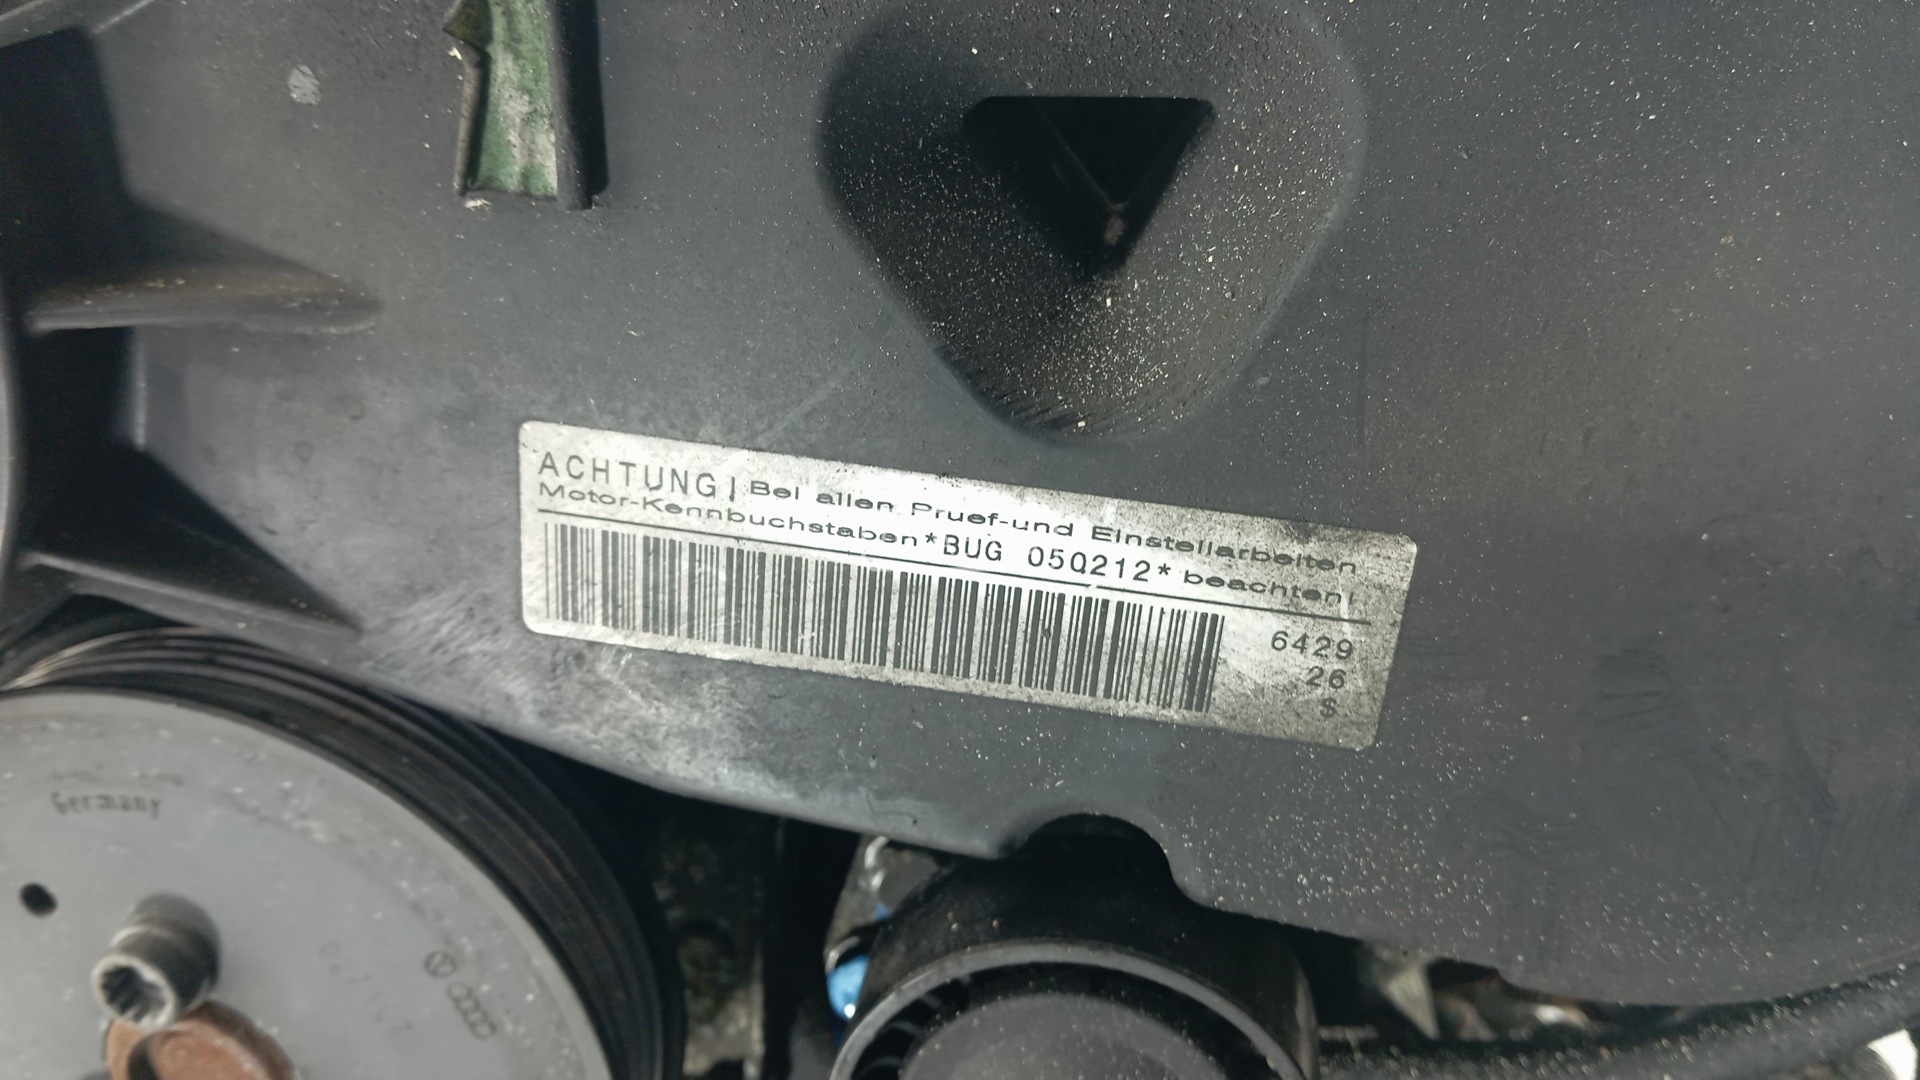 ACHTUNG! Bei allen Pruef-und Einstellarbeiten
Motor-Kennbuchstaben*BUG 05Q212* beachten!
6429
26
$
Germany